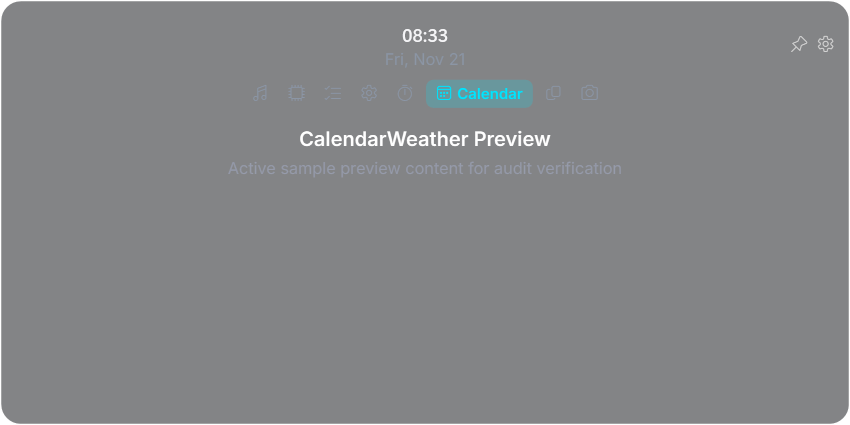 08:33
Fri, Nov 21
Calendar
CalendarWeather Preview
Active sample preview content for audit verification